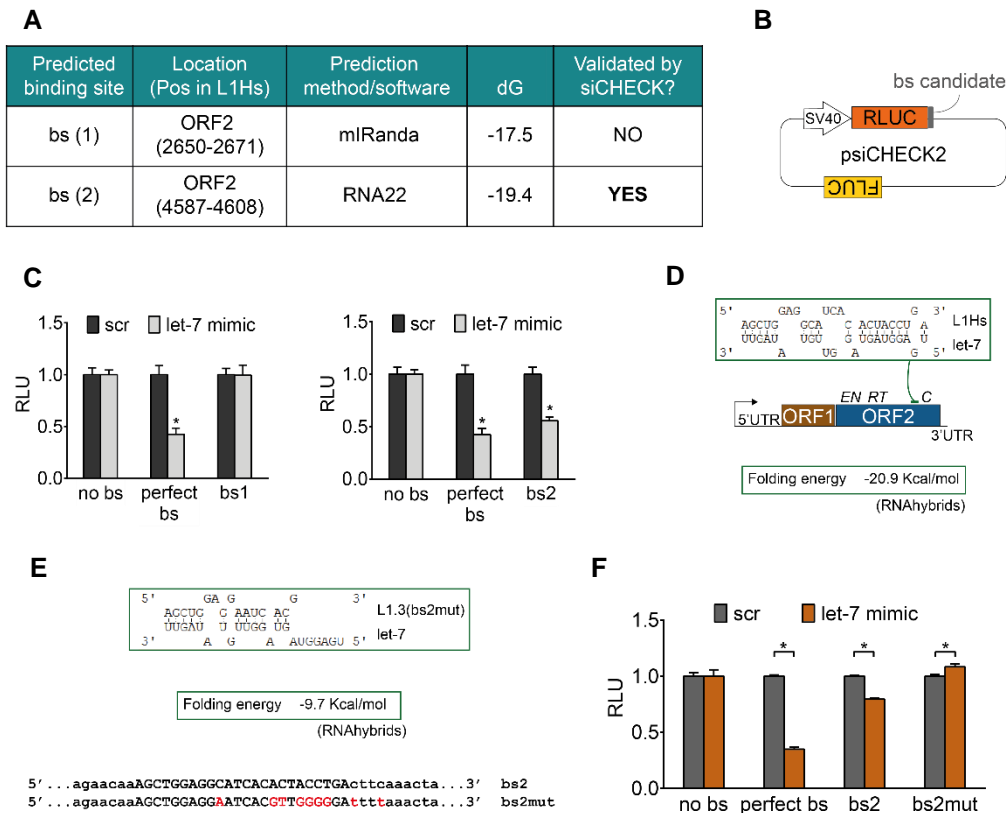 A
Predicted binding site
Location (Pos in L1Hs)
Prediction method/software
dG
Validated by siCHECK?
bs (1)
ORF2 (2650-2671)
miRanda
-17.5
NO
bs (2)
ORF2 (4587-4608)
RNA22
-19.4
YES
B
bs candidate
SV40
RLUC
psiCHECK2
FLUC
C
scr
let-7 mimic
RLU
1.5
1.0
0.5
0.0
*
no bs
perfect bs
bs1
scr
let-7 mimic
RLU
1.5
1.0
0.5
0.0
*
*
no bs
perfect bs
bs2
D
5' GAG UCA G 3'
AGCUG GCA C ACUACCU A
L1Hs
UUGAU UGU G UGAUGGA U
let-7
3' A UG A G 5'
EN RT C
5'UTR
ORF1
ORF2
3'UTR
Folding energy -20.9 Kcal/mol
(RNAhybrids)
E
5' GA G G 3'
AGCUG G AAUC AC
L1.3(bs2mut)
UUGAU U UUGG UG
let-7
3' A G A AUGGAGU 5'
Folding energy -9.7 Kcal/mol
(RNAhybrids)
5' ...agaacaaAGCTGGAGGCATCACACTACCTGActtcaaacta...3' bs2
5' ...agaacaaAGCTGGAGGAATCACGTTGGGGGAttttaaacta...3' bs2mut
F
scr
let-7 mimic
RLU
1.5
1.0
0.5
0.0
*
*
*
no bs
perfect bs
bs2
bs2mut